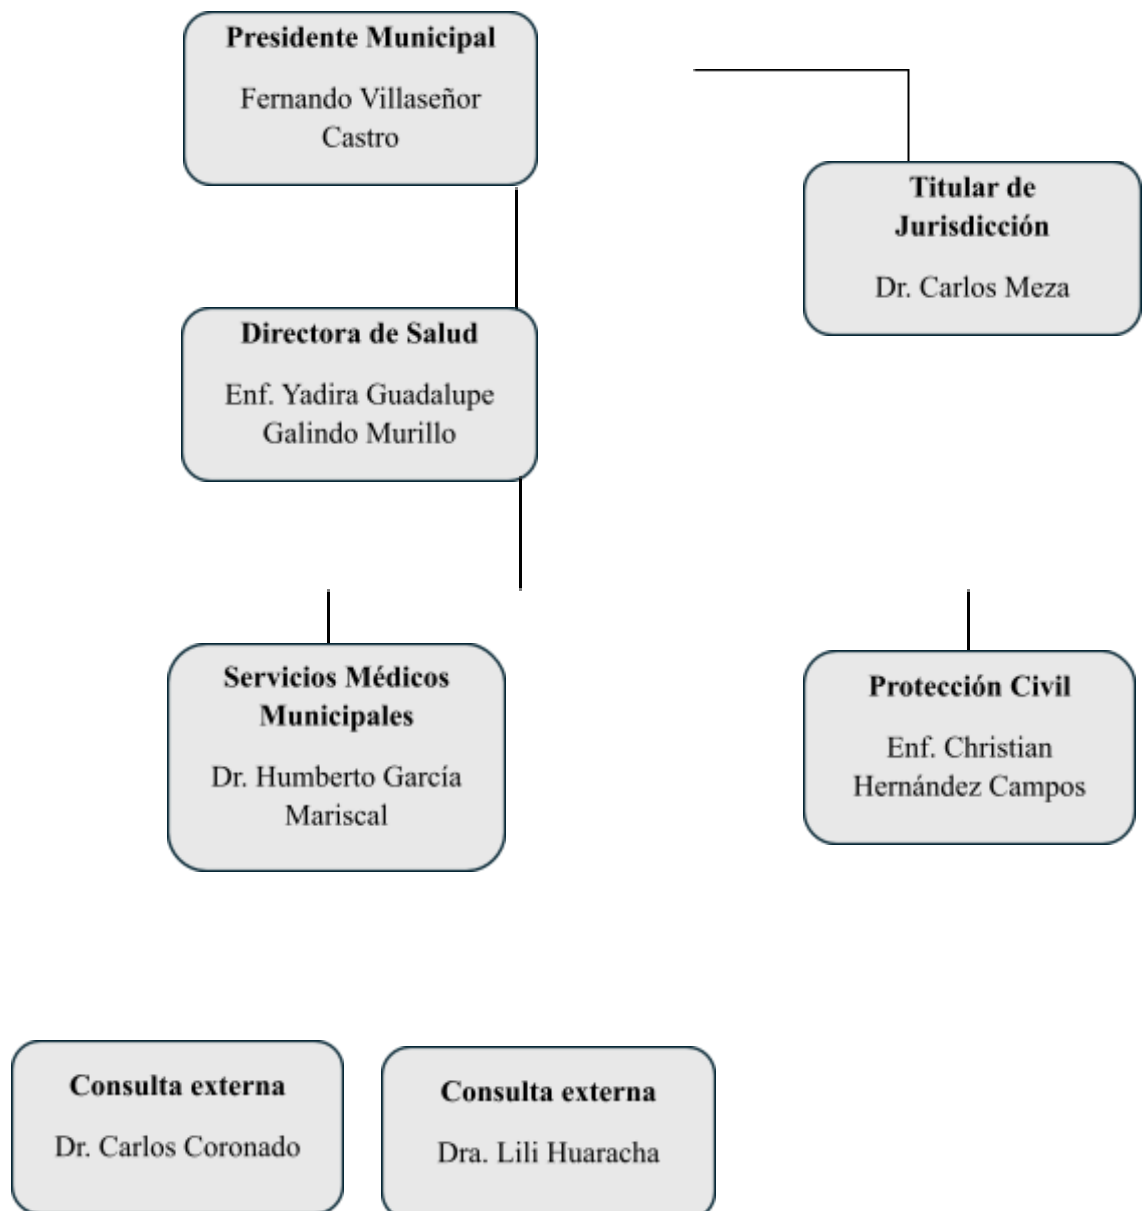 Presidente Municipal
Fernando Villaseñor
Castro
Titular de
Jurisdicción
Dr. Carlos Meza
Directora de Salud
Enf. Yadira Guadalupe
Galindo Murillo
Servicios Médicos
Municipales
Dr. Humberto García
Mariscal
Protección Civil
Enf. Christian
Hernández Campos
Consulta externa
Dr. Carlos Coronado
Consulta externa
Dra. Lili Huaracha